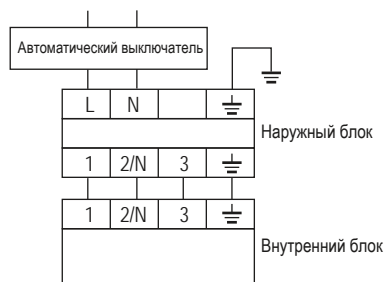 Автоматический выключатель
L N
Наружный блок
1 2/N 3
1 2/N 3
Внутренний блок